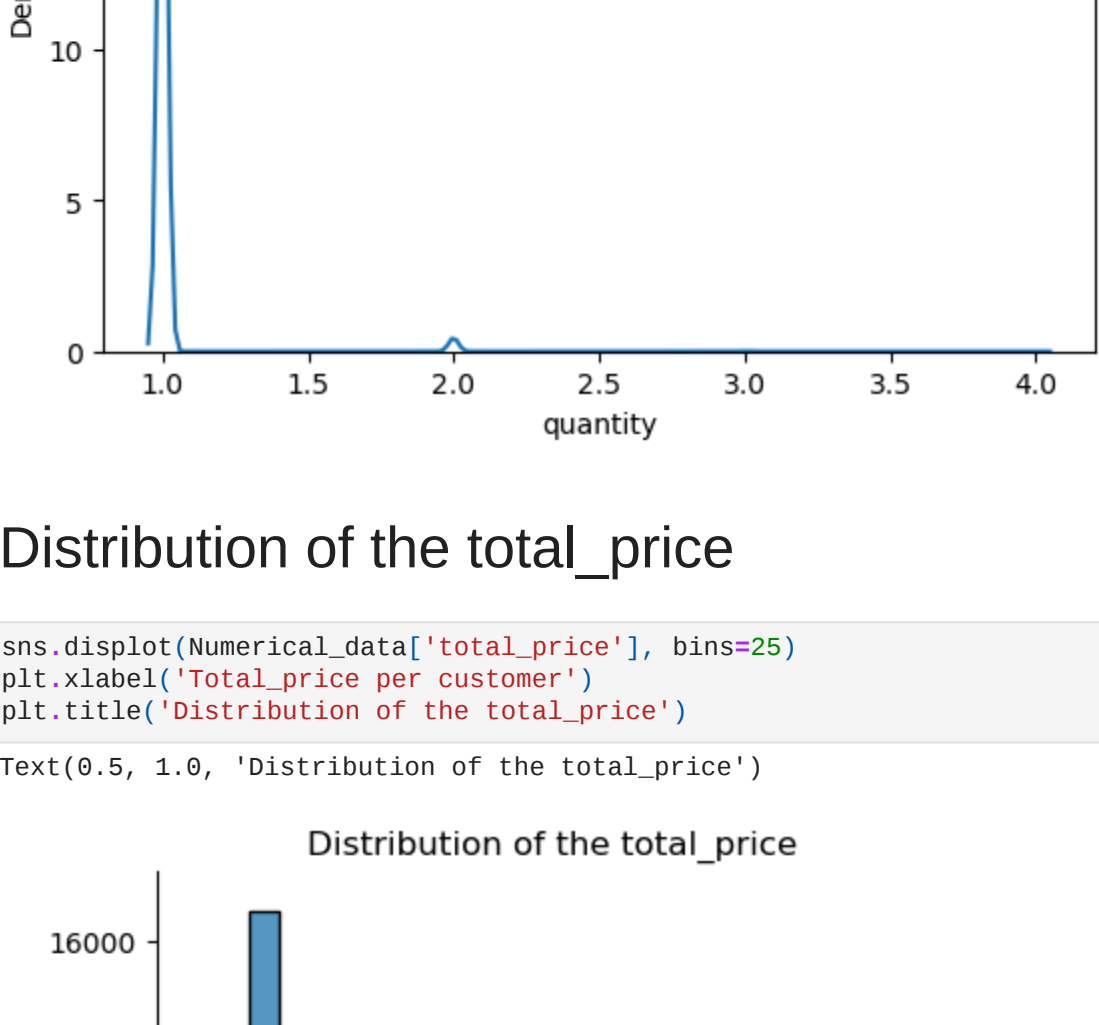 10
5
0
1.0 1.5 2.0 2.5 3.0 3.5 4.0
quantity
Distribution of the total_price
sns.displot(Numerical_data['total_price'], bins=25)
plt.xlabel('Total_price per customer')
plt.title('Distribution of the total_price')
Text(0.5, 1.0, 'Distribution of the total_price')
Distribution of the total_price
16000